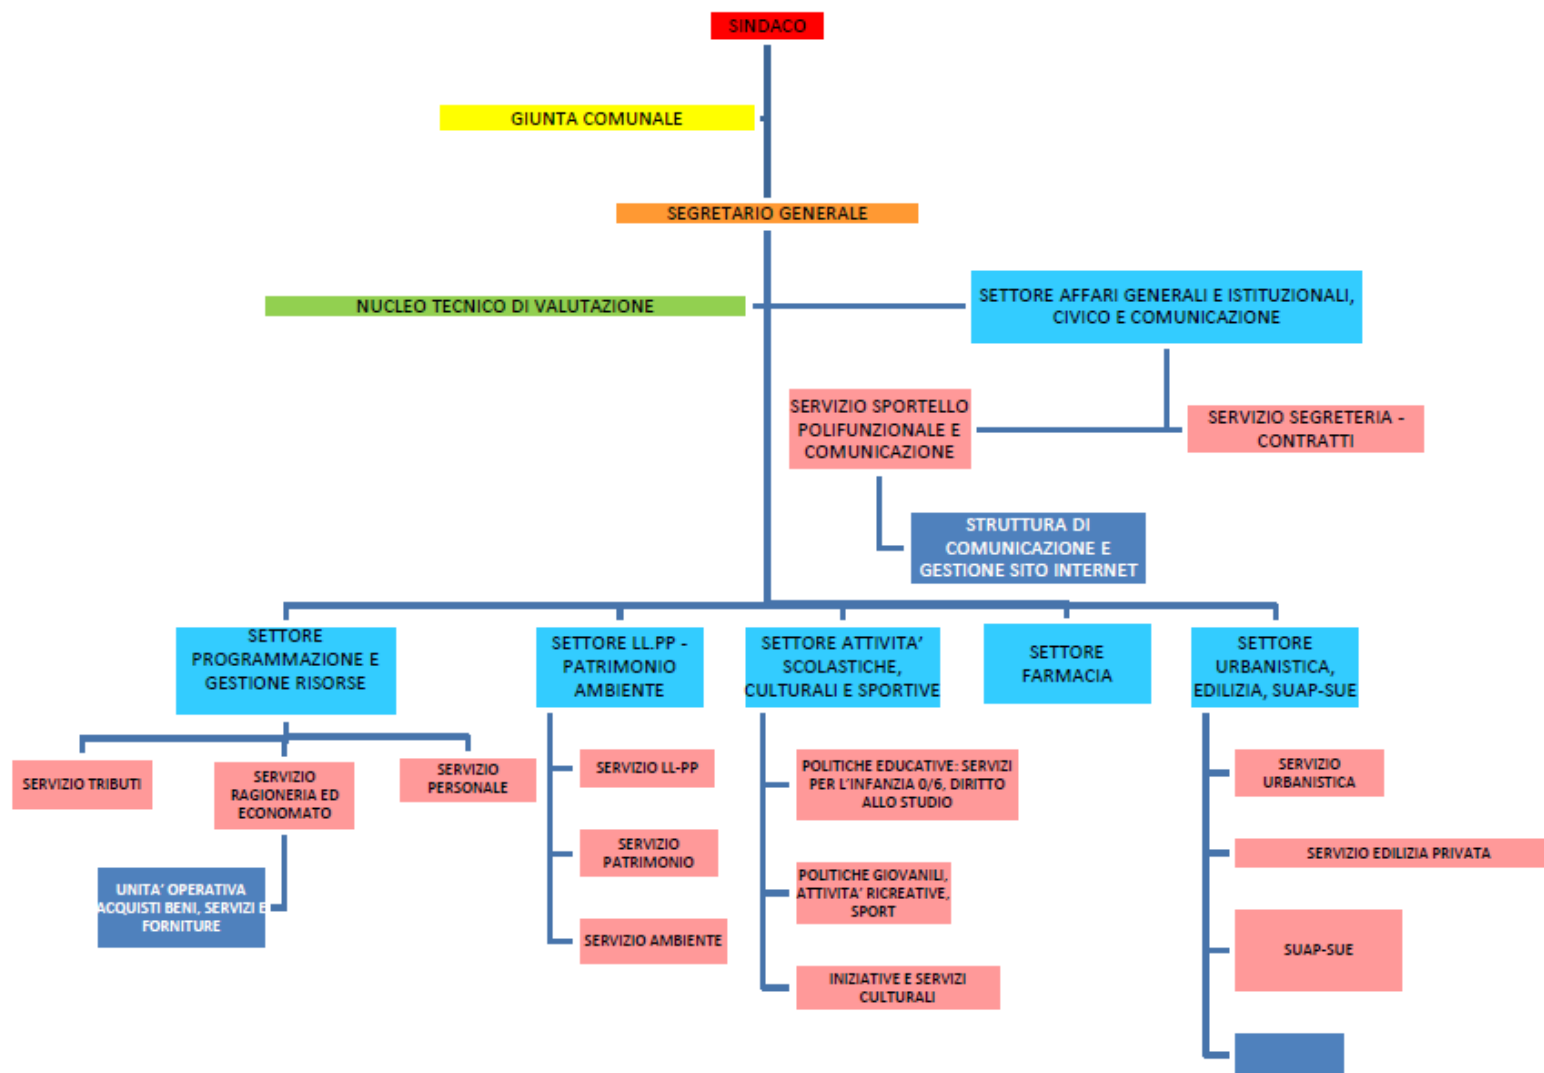 SINDACO
GIUNTA COMUNALE
SEGRETARIO GENERALE
NUCLEO TECNICO DI VALUTAZIONE
SETTORE AFFARI GENERALI E ISTITUZIONALI,
CIVICO E COMUNICAZIONE
SERVIZIO SPORTELLO
POLIFUNZIONALE E
COMUNICAZIONE
SERVIZIO SEGRETERIA -
CONTRATTI
STRUTTURA DI
COMUNICAZIONE E
GESTIONE SITO INTERNET
SETTORE
PROGRAMMAZIONE E
GESTIONE RISORSE
SETTORE LL.PP -
PATRIMONIO
AMBIENTE
SETTORE ATTIVITA’
SCOLASTICHE,
CULTURALI E SPORTIVE
SETTORE
FARMACIA
SETTORE
URBANISTICA,
EDILIZIA, SUAP-SUE
SERVIZIO TRIBUTI
SERVIZIO
RAGIONERIA ED
ECONOMATO
SERVIZIO
PERSONALE
UNITA’ OPERATIVA
ACQUISTI BENI, SERVIZI E
FORNITURE
SERVIZIO LL-PP
SERVIZIO
PATRIMONIO
SERVIZIO AMBIENTE
POLITICHE EDUCATIVE: SERVIZI
PER L’INFANZIA 0/6, DIRITTO
ALLO STUDIO
POLITICHE GIOVANILI,
ATTIVITA’ RICREATIVE,
SPORT
INIZIATIVE E SERVIZI
CULTURALI
SERVIZIO
URBANISTICA
SERVIZIO EDILIZIA PRIVATA
SUAP-SUE